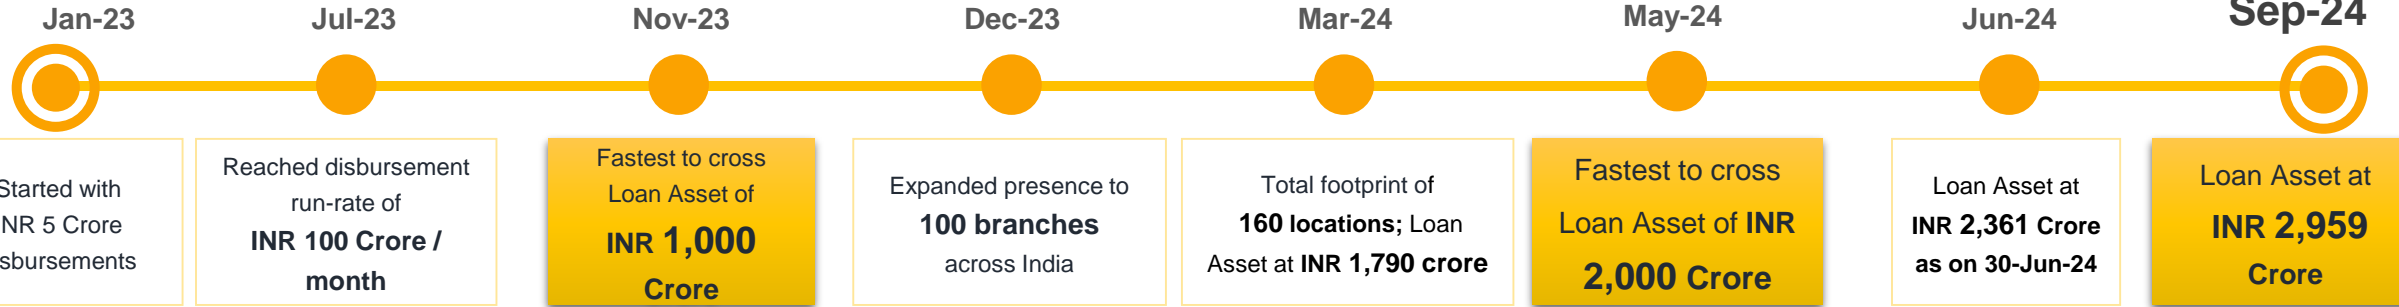 Jan-23
Jul-23
Nov-23
Dec-23
Mar-24
May-24
Jun-24
Sep-24
Started with
INR 5 Crore
disbursements
Reached disbursement
run-rate of
INR 100 Crore /
month
Fastest to cross
Loan Asset of
INR 1,000
Crore
Expanded presence to
100 branches
across India
Total footprint of
160 locations; Loan
Asset at INR 1,790 crore
Fastest to cross
Loan Asset of INR
2,000 Crore
Loan Asset at
INR 2,361 Crore
as on 30-Jun-24
Loan Asset at
INR 2,959
Crore